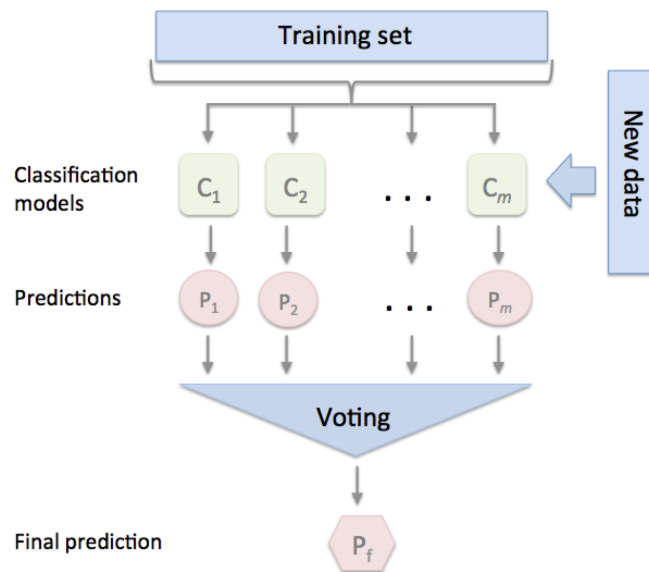 Training set
New data
Classification
models
C1 C2 . . . Cm
Predictions
P1 P2 . . . Pm
Voting
Final prediction
Pf